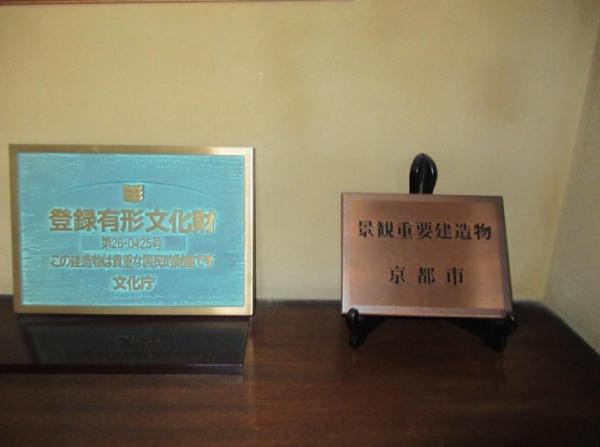 登録有形文化財
第26-0425号
この建造物は貴重な国民的財産です
文化庁
景観重要建造物
京都市